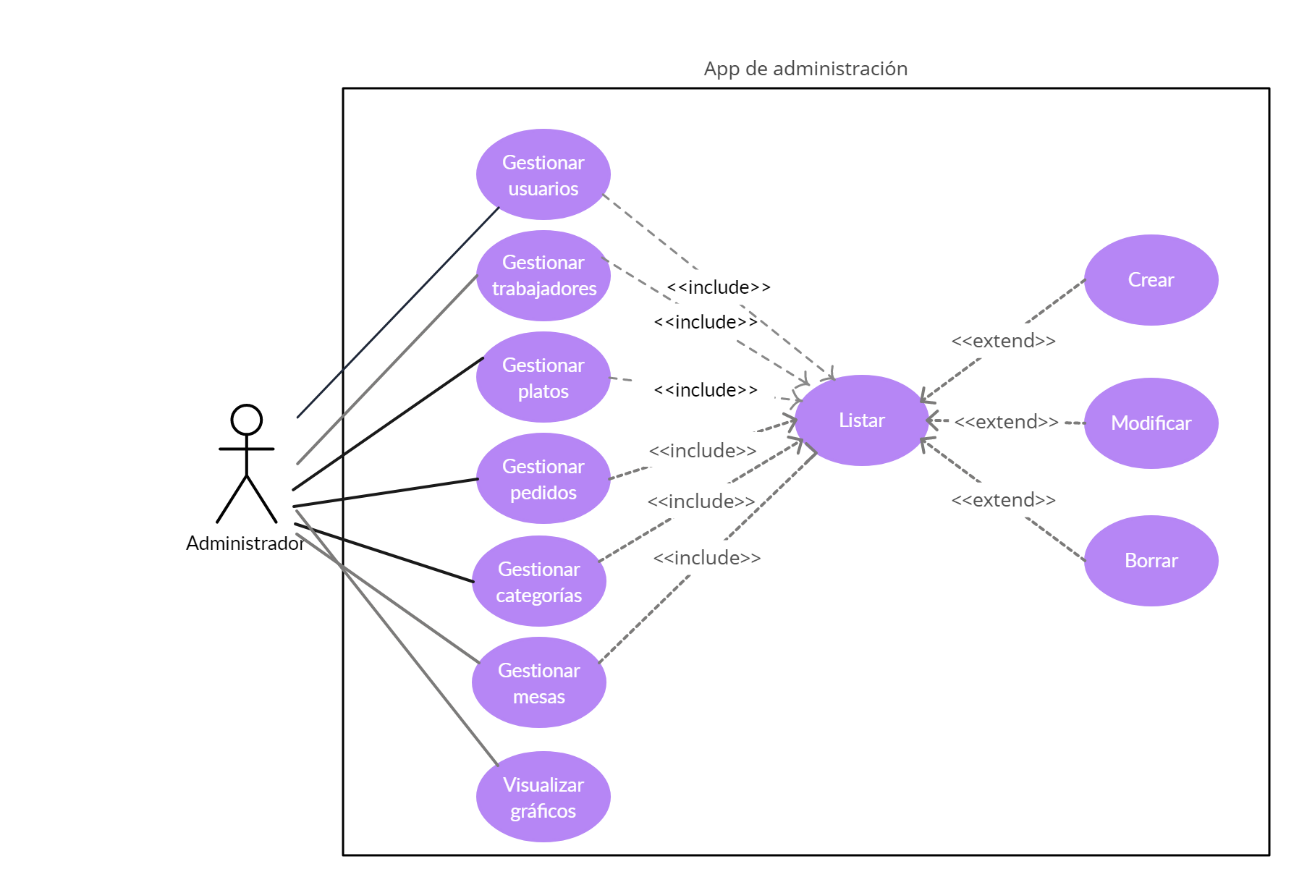 App de administración
Gestionar
usuarios
Gestionar
trabajadores
<<include>>
<<include>>
Gestionar
platos
<<include>>
Gestionar
pedidos
<<include>>
Gestionar
categorías
<<include>>
Gestionar
mesas
<<include>>
Visualizar
gráficos
Listar
<<extend>>
<<extend>>
<<extend>>
Crear
Modificar
Borrar
Administrador